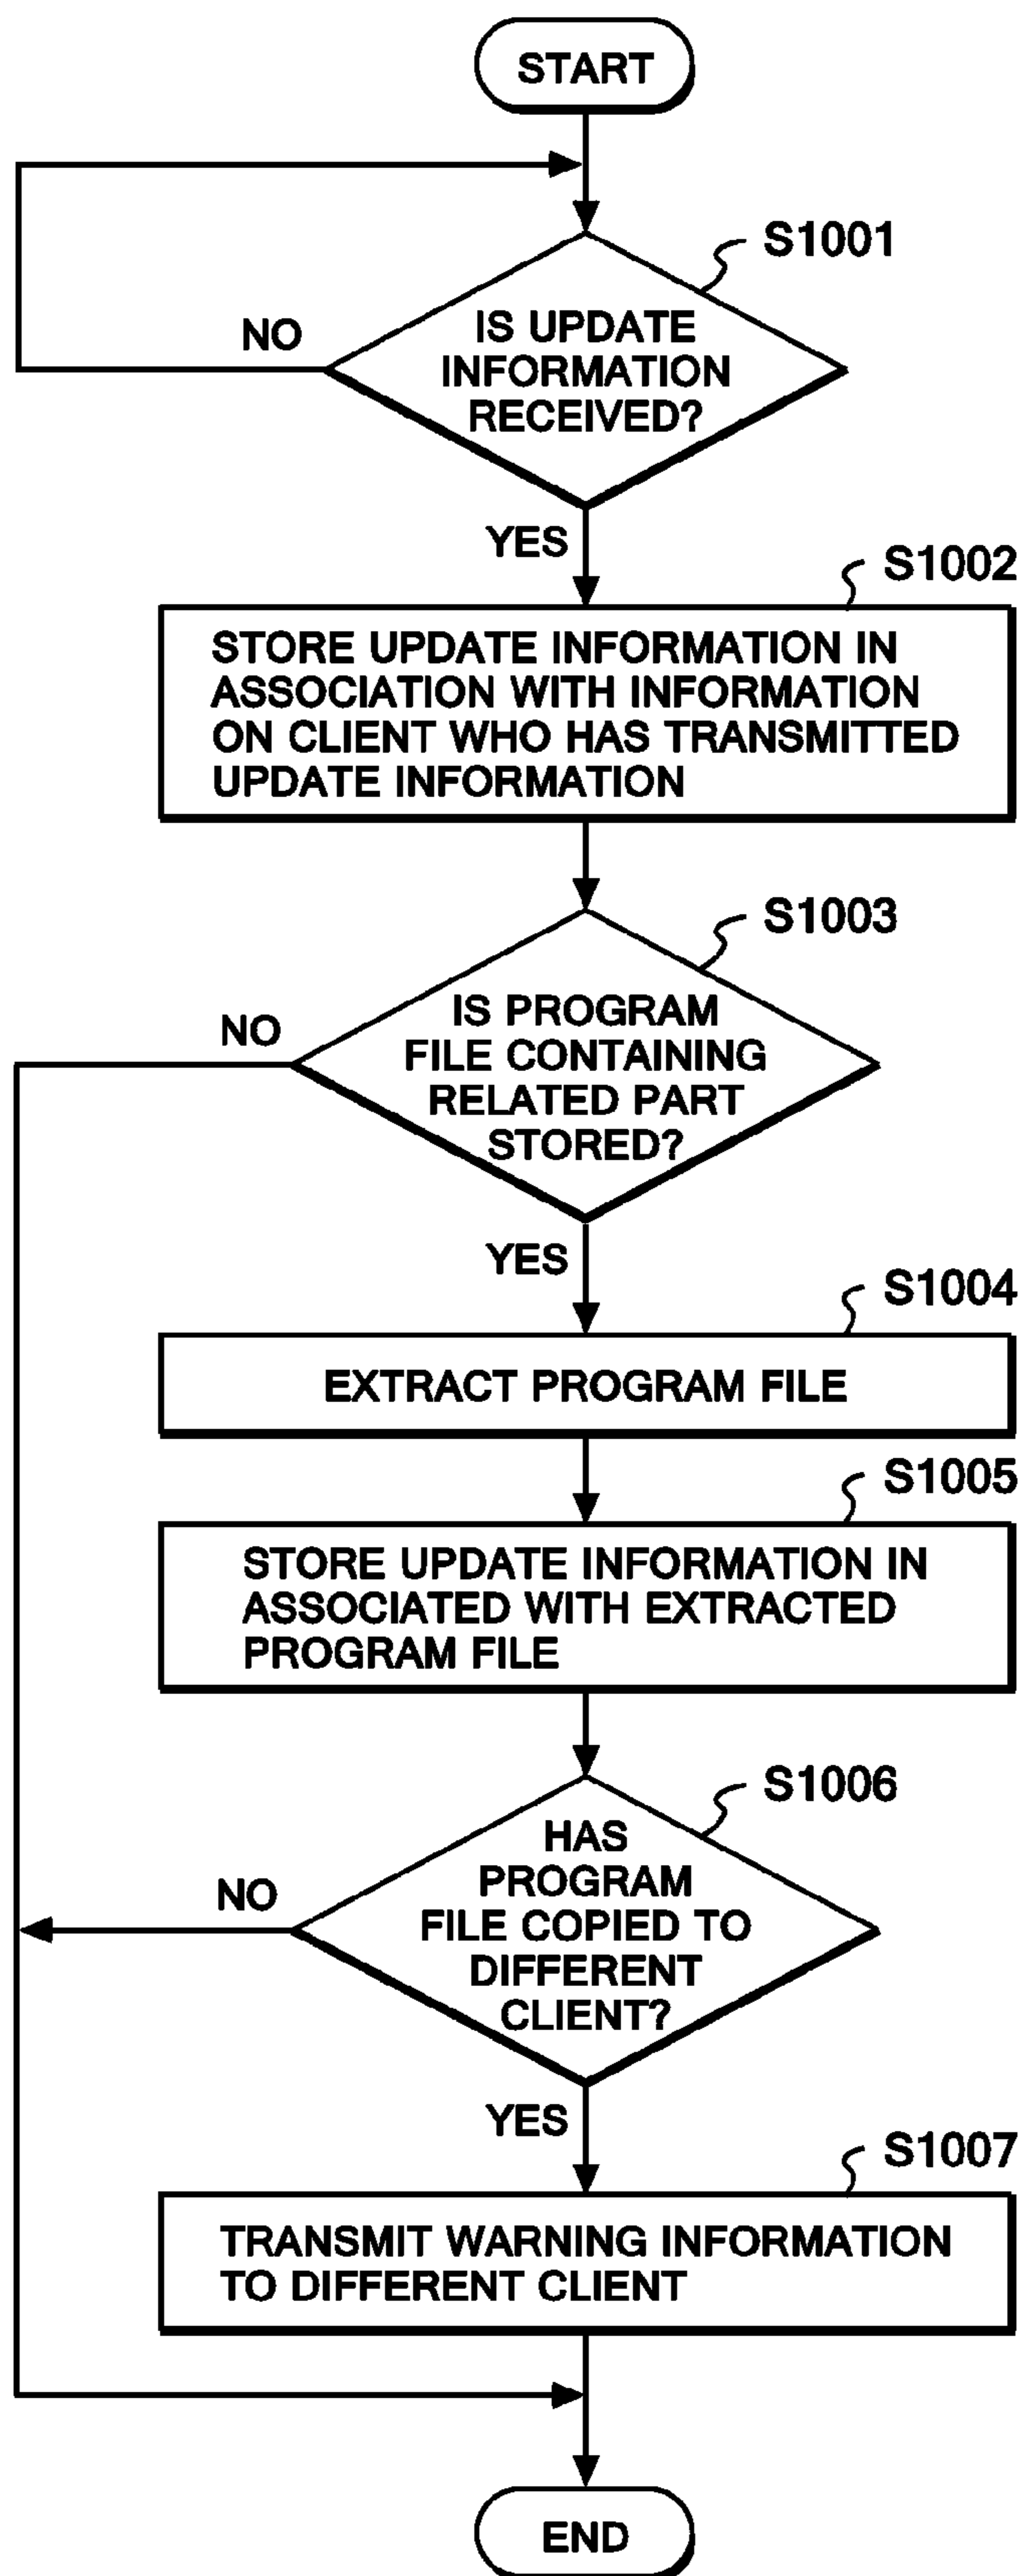 START
S1001
NO
IS UPDATE
INFORMATION
RECEIVED?
YES
S1002
STORE UPDATE INFORMATION IN
ASSOCIATION WITH INFORMATION
ON CLIENT WHO HAS TRANSMITTED
UPDATE INFORMATION
S1003
NO
IS PROGRAM
FILE CONTAINING
RELATED PART
STORED?
YES
S1004
EXTRACT PROGRAM FILE
S1005
STORE UPDATE INFORMATION IN
ASSOCIATED WITH EXTRACTED
PROGRAM FILE
S1006
NO
HAS
PROGRAM
FILE COPIED TO
DIFFERENT
CLIENT?
YES
S1007
TRANSMIT WARNING INFORMATION
TO DIFFERENT CLIENT
END